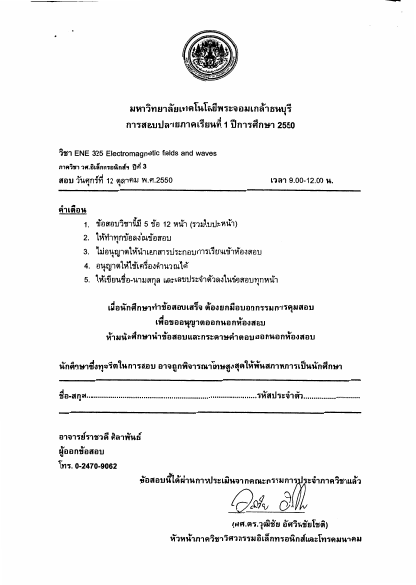 มหาวิทยาลัยเทคโนโลยีพระจอมเกล้าธนบุรี
การสอบปลายภาคเรียนที่ 1 ปีการศึกษา 2550
วิชา ENE 325 Electromagnetic fields and waves
ภาควิชา วศ.อิเล็กทรอนิกส์ฯ ปีที่ 3
สอบ วันศุกร์ที่ 12 ตุลาคม พ.ศ.2550 เวลา 9.00-12.00 น.
คำเตือน
1. ข้อสอบวิชานี้มี 5 ข้อ 12 หน้า (รวมใบปะหน้า)
2. ให้ทำทุกข้อลงในข้อสอบ
3. ไม่อนุญาตให้นำเอกสารประกอบการเรียนเข้าห้องสอบ
4. อนุญาตให้ใช้เครื่องคำนวณได้
5. ให้เขียนชื่อ-นามสกุล และเลขประจำตัวลงในข้อสอบทุกหน้า
เมื่อนักศึกษาทำข้อสอบเสร็จ ต้องยกมือบอกกรรมการคุมสอบ
เพื่อขออนุญาตออกนอกห้องสอบ
ห้ามนักศึกษานำข้อสอบและกระดาษคำตอบออกนอกห้องสอบ
นักศึกษาซึ่งทุจริตในการสอบ อาจถูกพิจารณาโทษสูงสุดให้พ้นสภาพการเป็นนักศึกษา
ชื่อ-สกุล..................................................รหัสประจำตัว....................
อาจารย์ราชวดี ศิลาพันธ์
ผู้ออกข้อสอบ
โทร. 0-2470-9062
ข้อสอบนี้ได้ผ่านการประเมินจากคณะกรรมการประจำภาควิชาแล้ว
(ผศ.ดร.วุฒิชัย อัศวินชัยโชติ)
หัวหน้าภาควิชาวิศวกรรมอิเล็กทรอนิกส์และโทรคมนาคม